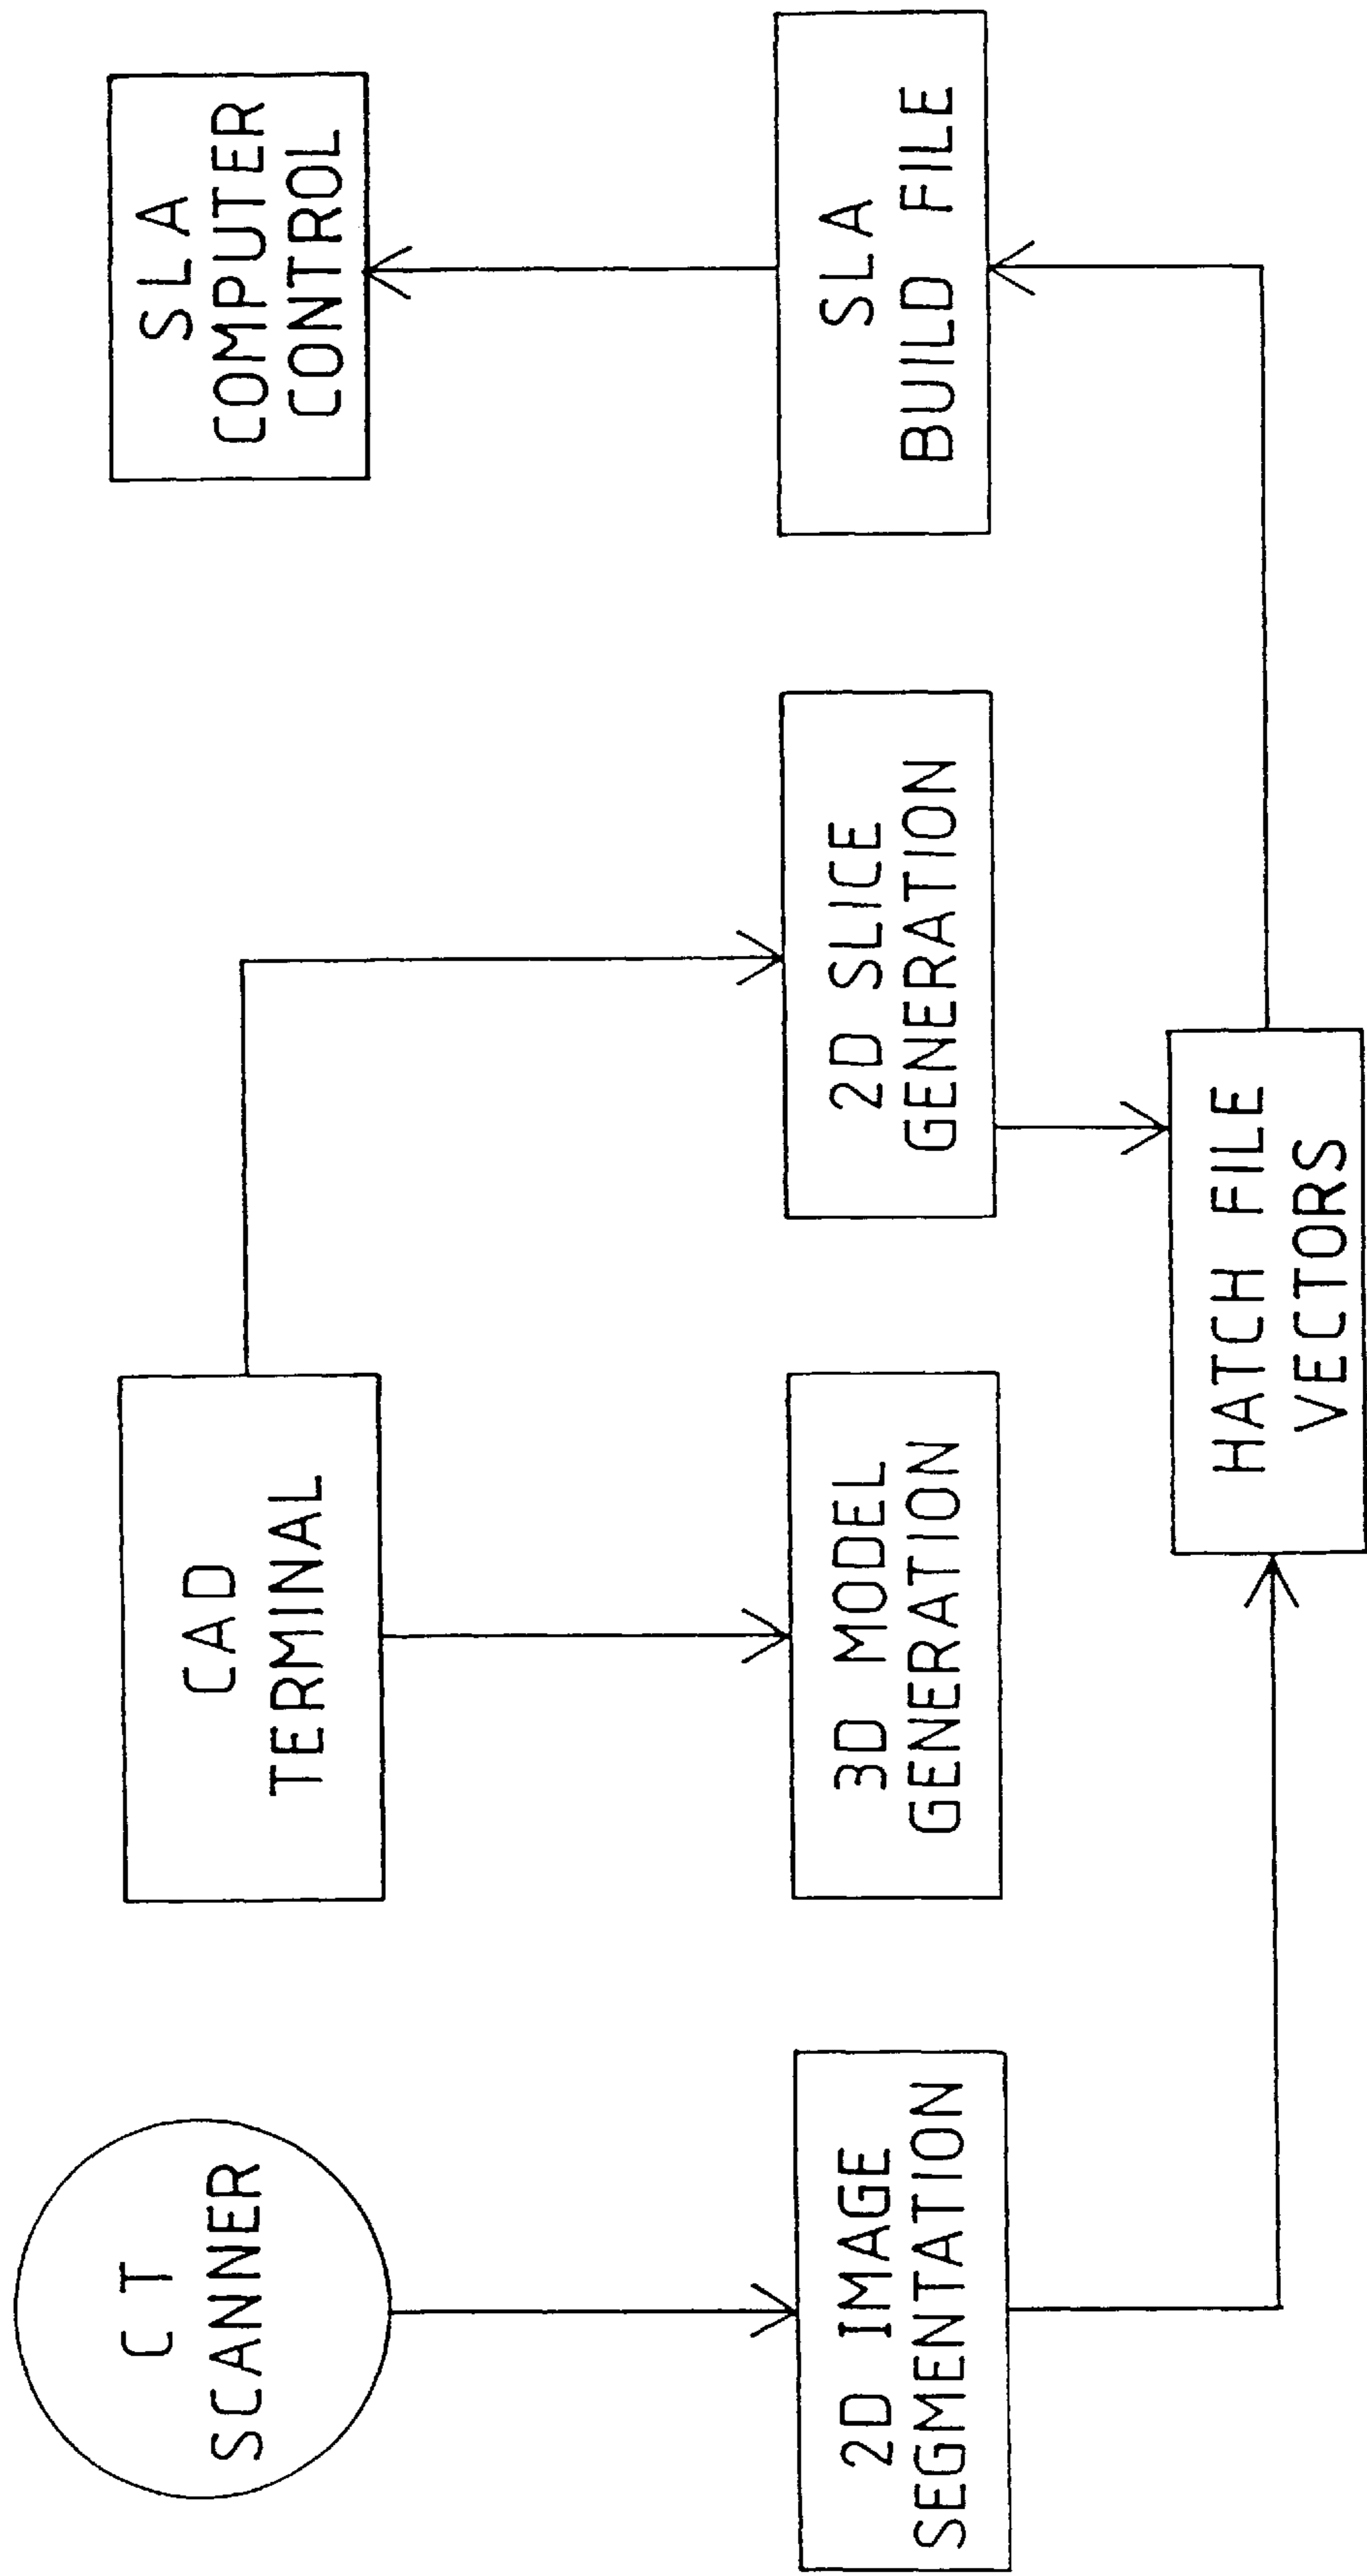 C T
SCANNER
CAD
TERMINAL
SLA
COMPUTER
CONTROL
2D IMAGE
SEGMENTATION
3D MODEL
GENERATION
2D SLICE
GENERATION
SLA
BUILD FILE
HATCH FILE
VECTORS